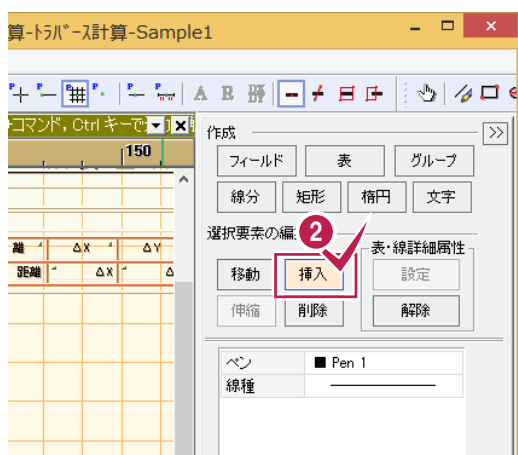 算-トラバース計算-Sample1
A B
コマンド, Ctrl キーで
150
作成
>>
フィールド 表 グループ
線分 矩形 楕円 文字
選択要素の編
2
表・線詳細属性
移動 挿入 設定
伸縮 削除 解除
離 ΔX ΔY
距離 ΔX Δ
ペン Pen 1
線種